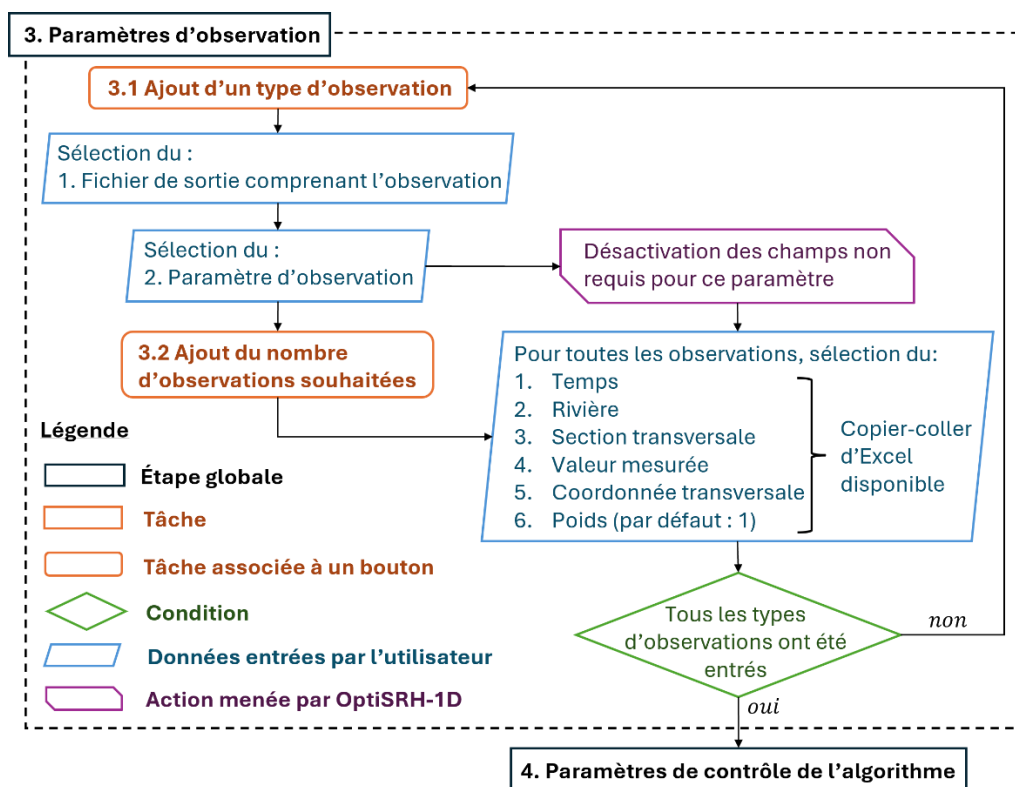 3. Paramètres d'observation
3.1 Ajout d'un type d'observation
Sélection du :
1. Fichier de sortie comprenant l'observation
Sélection du :
2. Paramètre d'observation
Désactivation des champs non
requis pour ce paramètre
3.2 Ajout du nombre
d'observations souhaitées
Pour toutes les observations, sélection du:
1. Temps
2. Rivière
3. Section transversale
4. Valeur mesurée
5. Coordonnée transversale
6. Poids (par défaut : 1)
Copier-coller
d'Excel
disponible
Légende
Étape globale
Tâche
Tâche associée à un bouton
Condition
Données entrées par l'utilisateur
Action menée par OptiSRH-1D
Tous les types
d'observations ont été
entrés
non
oui
4. Paramètres de contrôle de l'algorithme